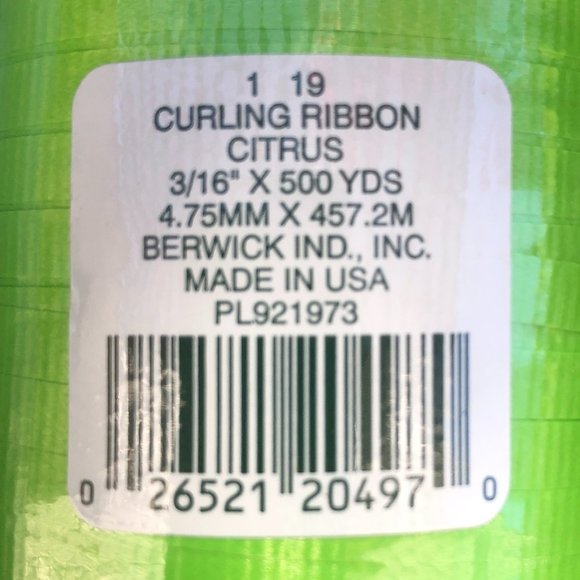 1 19
CURLING RIBBON
CITRUS
3/16" X 500 YDS
4.75MM X 457.2M
BERWICK IND., INC.
MADE IN USA
PL921973
0 26521 20497 0